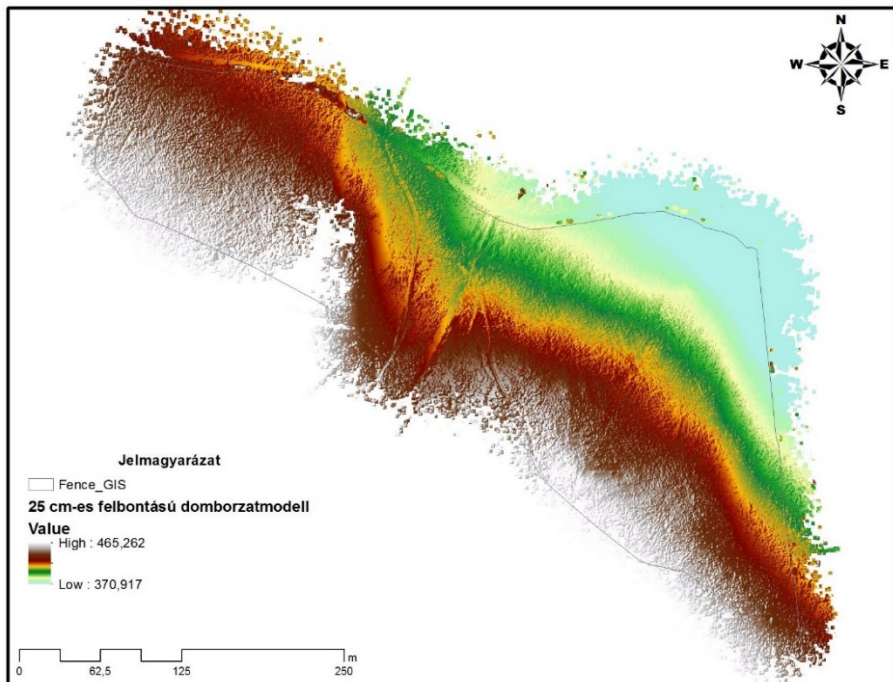 N
W E
S
Jelmagyarázat
Fence_GIS
25 cm-es felbontású domborzatmodell
Value
High : 465,262
Low : 370,917
m
0 62,5 125 250